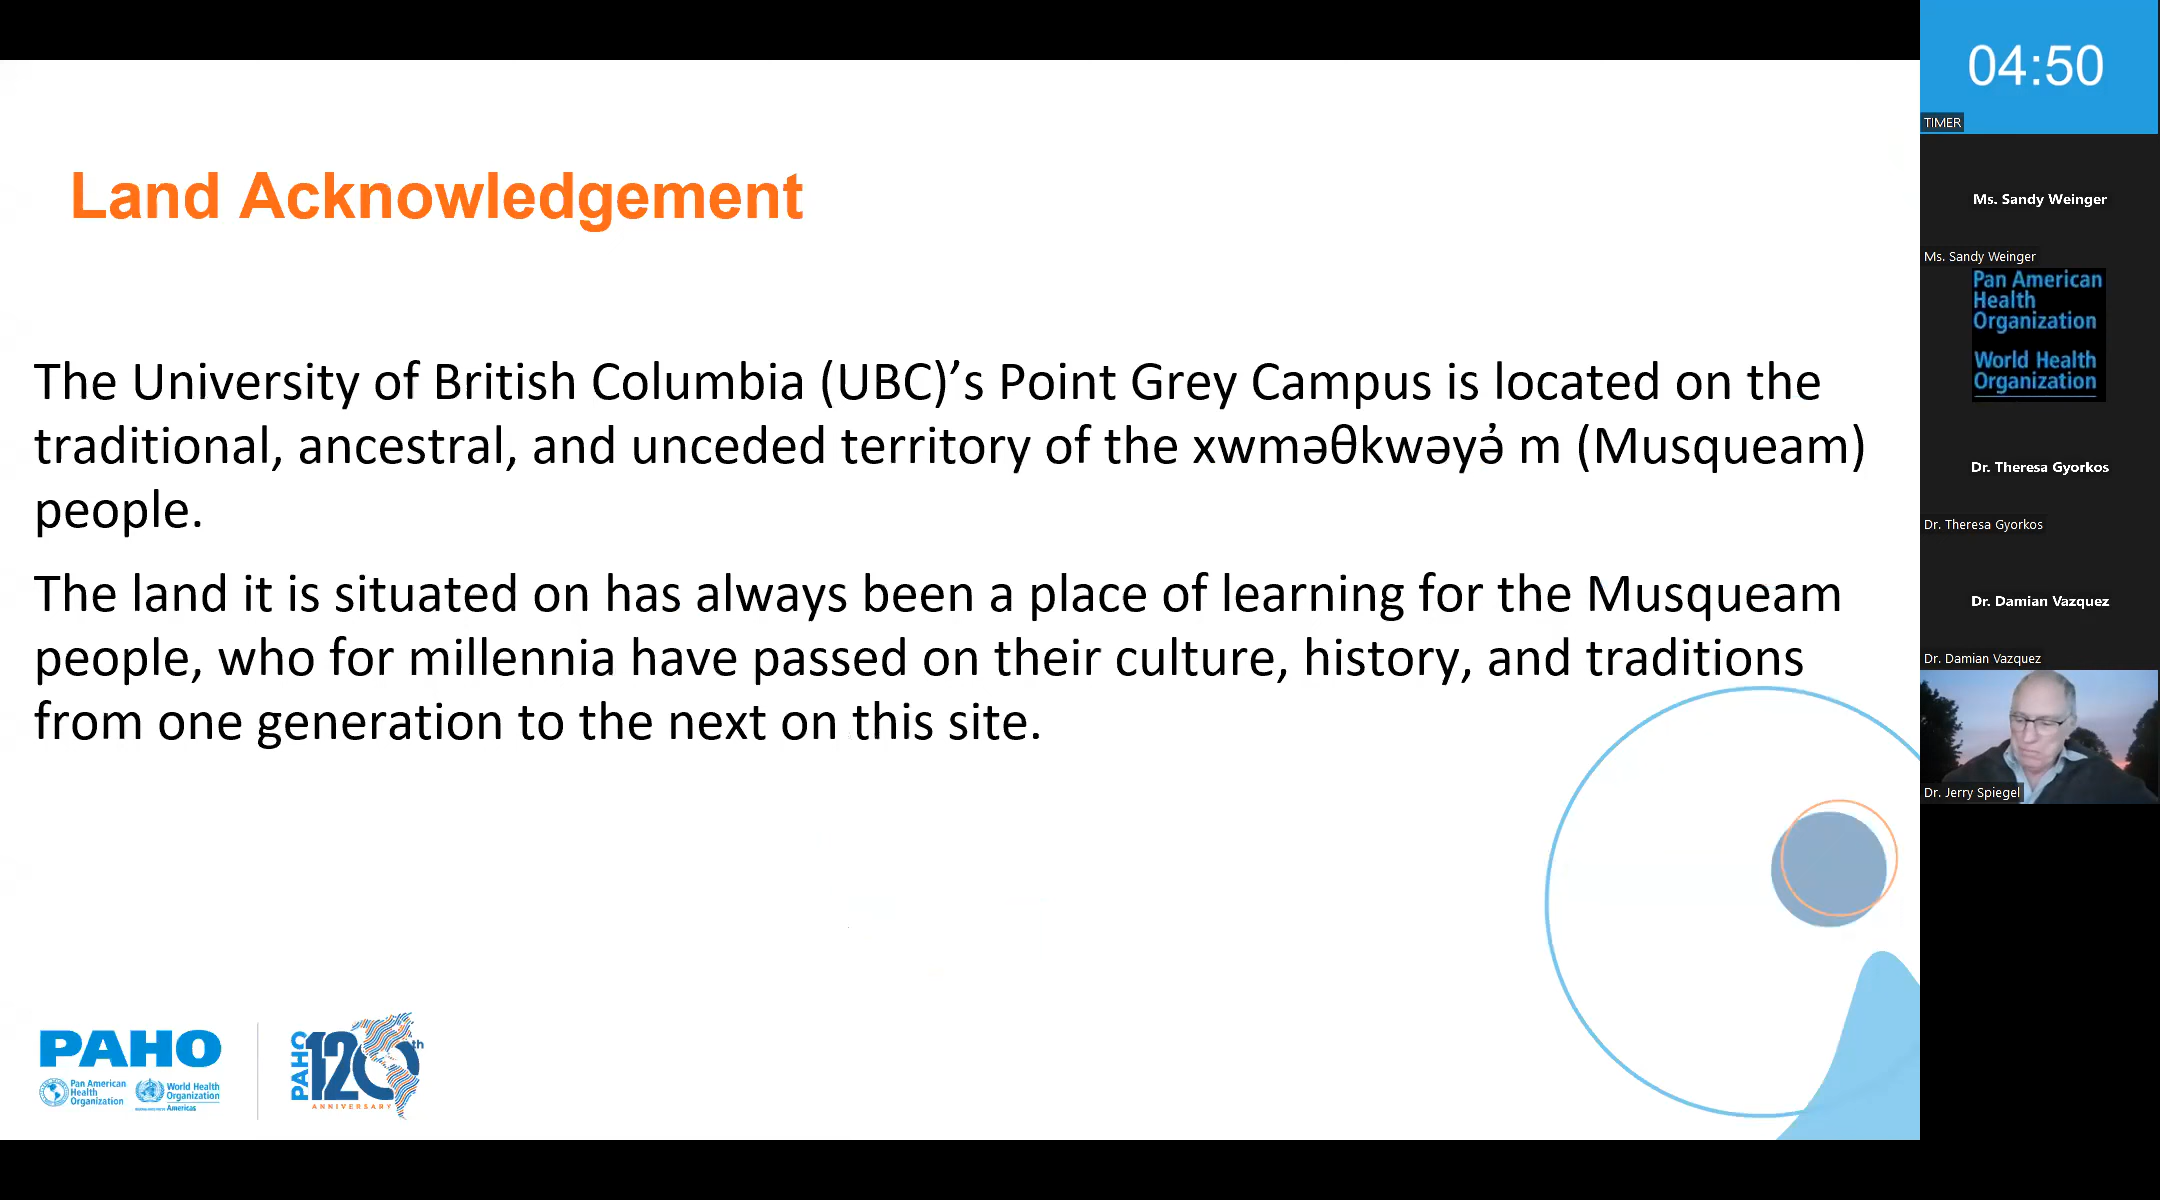 Land Acknowledgement
The University of British Columbia (UBC)’s Point Grey Campus is located on the
traditional, ancestral, and unceded territory of the xwməθkwəyə̓ m (Musqueam)
people.
The land it is situated on has always been a place of learning for the Musqueam
people, who for millennia have passed on their culture, history, and traditions
from one generation to the next on this site.
PAHO
Pan American
Health
Organization
World Health
Organization
Americas
PAHO
120th
ANNIVERSARY
04:50
TIMER
Ms. Sandy Weinger
Ms. Sandy Weinger
Pan American
Health
Organization
World Health
Organization
Dr. Theresa Gyorkos
Dr. Theresa Gyorkos
Dr. Damian Vazquez
Dr. Damian Vazquez
Dr. Jerry Spiegel